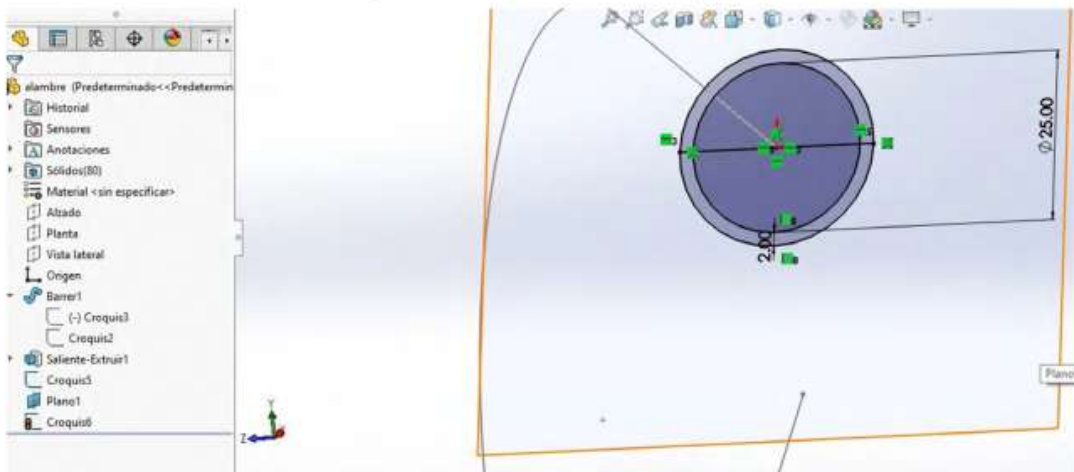 alambre (Predeterminado<<Predetermin
Historial
Sensores
A Anotaciones
Sólidos(80)
Material <sin especificar>
Alzado
Planta
Vista lateral
Origen
Barrer1
(-) Croquis3
Croquis2
Saliente-Extruir1
Croquis5
Plano1
Croquis6
∅25.00
2.00
Plano
Y
Z